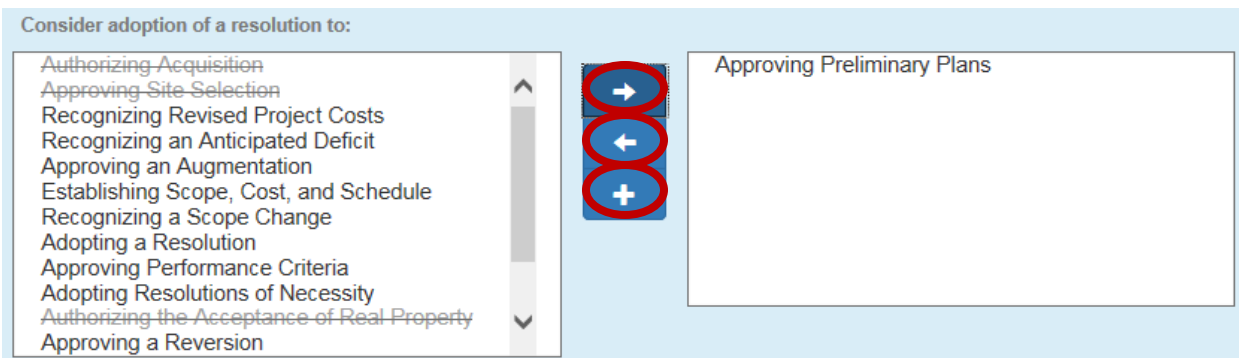 Consider adoption of a resolution to:
Authorizing Acquisition
Approving Site Selection
Recognizing Revised Project Costs
Recognizing an Anticipated Deficit
Approving an Augmentation
Establishing Scope, Cost, and Schedule
Recognizing a Scope Change
Adopting a Resolution
Approving Performance Criteria
Adopting Resolutions of Necessity
Authorizing the Acceptance of Real Property
Approving a Reversion
Approving Preliminary Plans